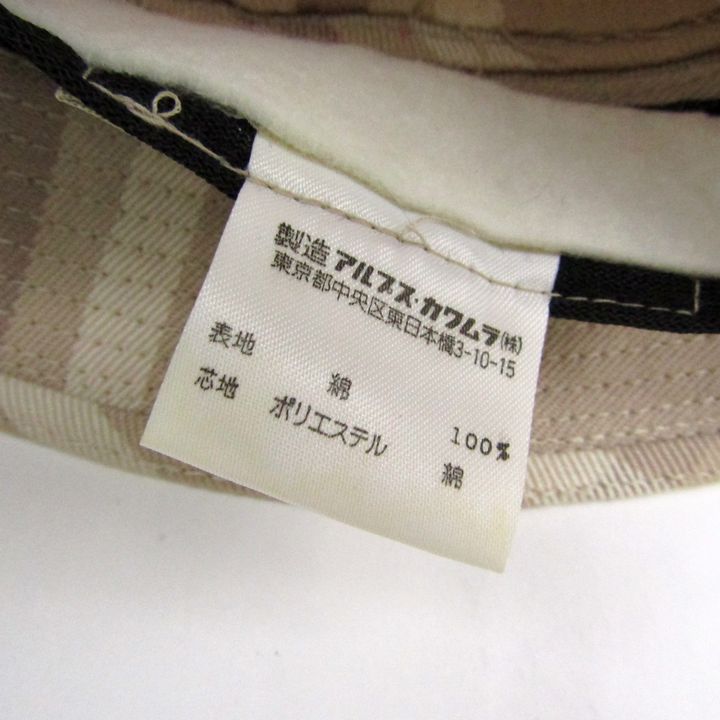 製造 アルプス・カワムラ(株)
東京都中央区東日本橋3-10-15
表地 綿 100%
芯地 ポリエステル 綿